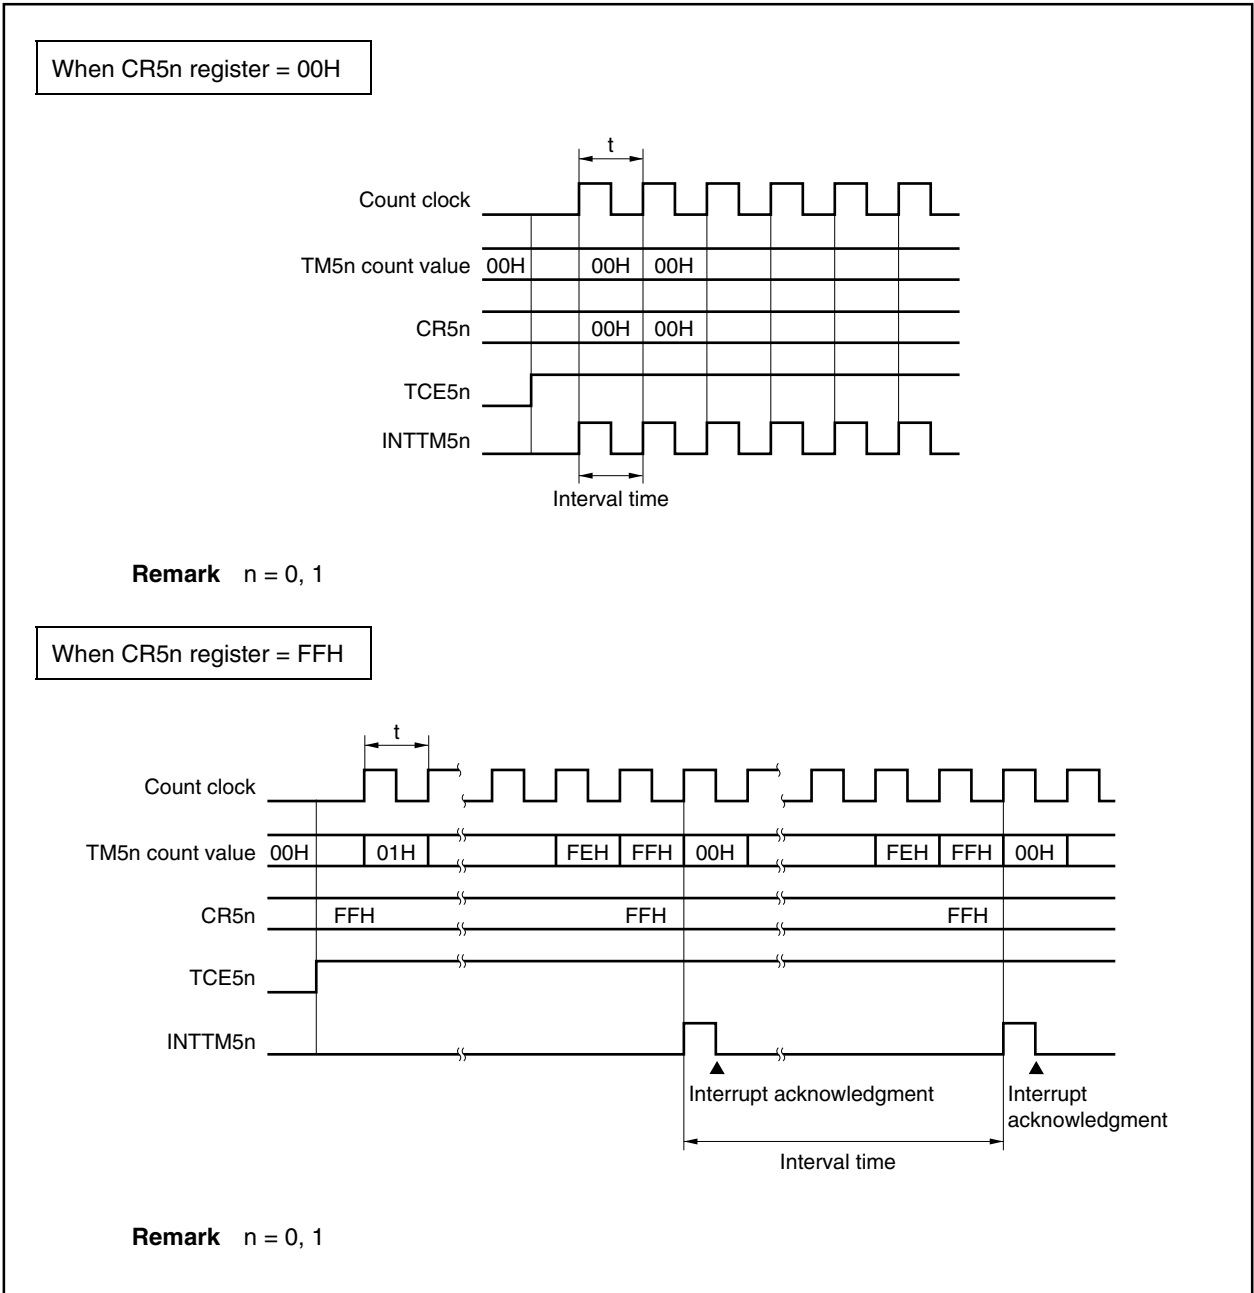 When CR5n register = 00H
t
Count clock
TM5n count value 00H 00H 00H
CR5n 00H 00H
TCE5n
INTTM5n
Interval time
Remark n = 0, 1
When CR5n register = FFH
t
Count clock
TM5n count value 00H 01H FEH FFH 00H FEH FFH 00H
CR5n FFH FFH FFH
TCE5n
INTTM5n
Interrupt acknowledgment Interrupt
acknowledgment
Interval time
Remark n = 0, 1